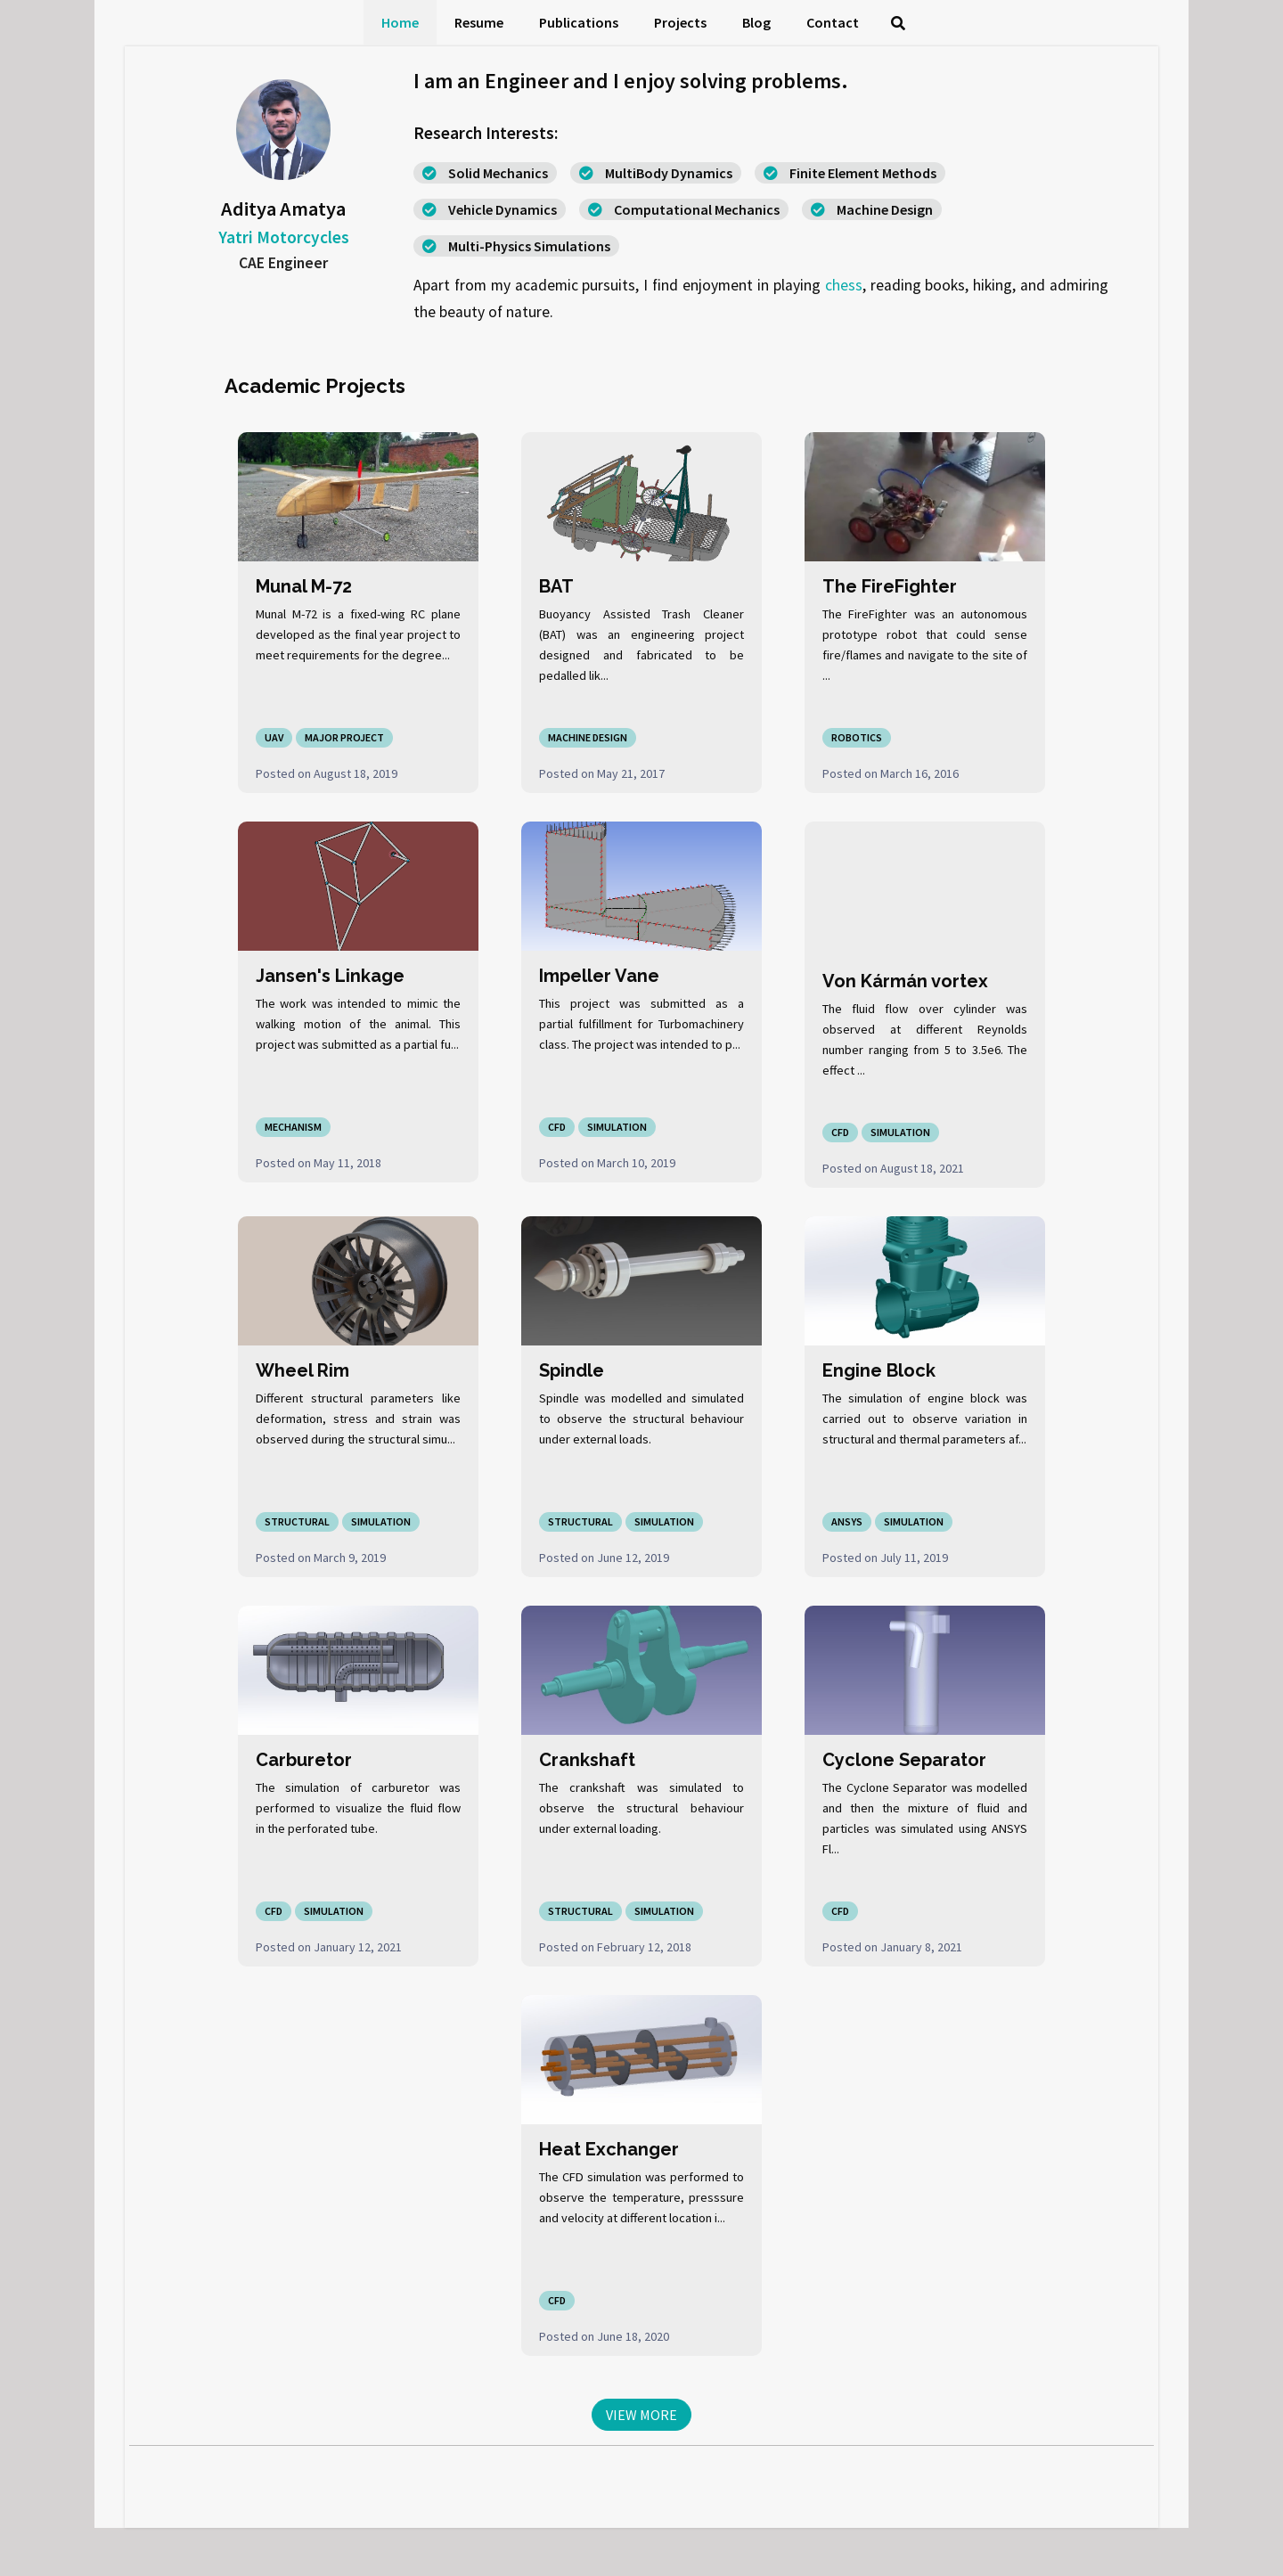 Home Resume Publications Projects Blog Contact
I am an Engineer and I enjoy solving problems.
Aditya Amatya
Yatri Motorcycles
CAE Engineer
Research Interests:
Solid Mechanics MultiBody Dynamics Finite Element Methods
Vehicle Dynamics Computational Mechanics Machine Design
Multi-Physics Simulations
Apart from my academic pursuits, I find enjoyment in playing chess, reading books, hiking, and admiring
the beauty of nature.
Academic Projects
Munal M-72
Munal M-72 is a fixed-wing RC plane
developed as the final year project to
meet requirements for the degree...
UAV MAJOR PROJECT
Posted on August 18, 2019
BAT
Buoyancy Assisted Trash Cleaner
(BAT) was an engineering project
designed and fabricated to be
pedalled lik...
MACHINE DESIGN
Posted on May 21, 2017
The FireFighter
The FireFighter was an autonomous
prototype robot that could sense
fire/flames and navigate to the site of
...
ROBOTICS
Posted on March 16, 2016
Jansen's Linkage
The work was intended to mimic the
walking motion of the animal. This
project was submitted as a partial fu...
MECHANISM
Posted on May 11, 2018
Impeller Vane
This project was submitted as a
partial fulfillment for Turbomachinery
class. The project was intended to p...
CFD SIMULATION
Posted on March 10, 2019
Von Kármán vortex
The fluid flow over cylinder was
observed at different Reynolds
number ranging from 5 to 3.5e6. The
effect ...
CFD SIMULATION
Posted on August 18, 2021
Wheel Rim
Different structural parameters like
deformation, stress and strain was
observed during the structural simu...
STRUCTURAL SIMULATION
Posted on March 9, 2019
Spindle
Spindle was modelled and simulated
to observe the structural behaviour
under external loads.
STRUCTURAL SIMULATION
Posted on June 12, 2019
Engine Block
The simulation of engine block was
carried out to observe variation in
structural and thermal parameters af...
ANSYS SIMULATION
Posted on July 11, 2019
Carburetor
The simulation of carburetor was
performed to visualize the fluid flow
in the perforated tube.
CFD SIMULATION
Posted on January 12, 2021
Crankshaft
The crankshaft was simulated to
observe the structural behaviour
under external loading.
STRUCTURAL SIMULATION
Posted on February 12, 2018
Cyclone Separator
The Cyclone Separator was modelled
and then the mixture of fluid and
particles was simulated using ANSYS
Fl...
CFD
Posted on January 8, 2021
Heat Exchanger
The CFD simulation was performed to
observe the temperature, presssure
and velocity at different location i...
CFD
Posted on June 18, 2020
VIEW MORE